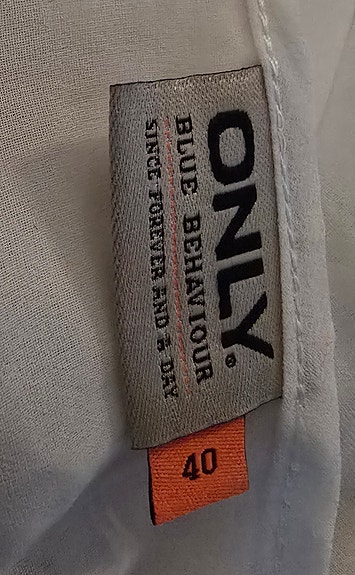 ONLY®
BLUE BEHAVIOUR
SINCE FOREVER AND A DAY
40